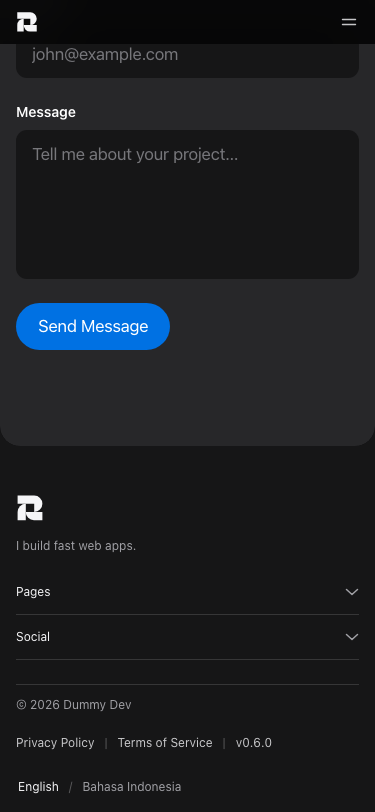 john@example.com
Message
Tell me about your project...
Send Message
I build fast web apps.
Pages
Social
© 2026 Dummy Dev
Privacy Policy | Terms of Service | v0.6.0
English / Bahasa Indonesia